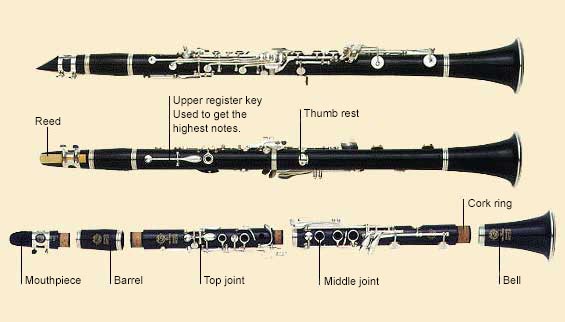 Upper register key
Used to get the
highest notes.
Reed
Thumb rest
Cork ring
Mouthpiece
Barrel
Top joint
Middle joint
Bell